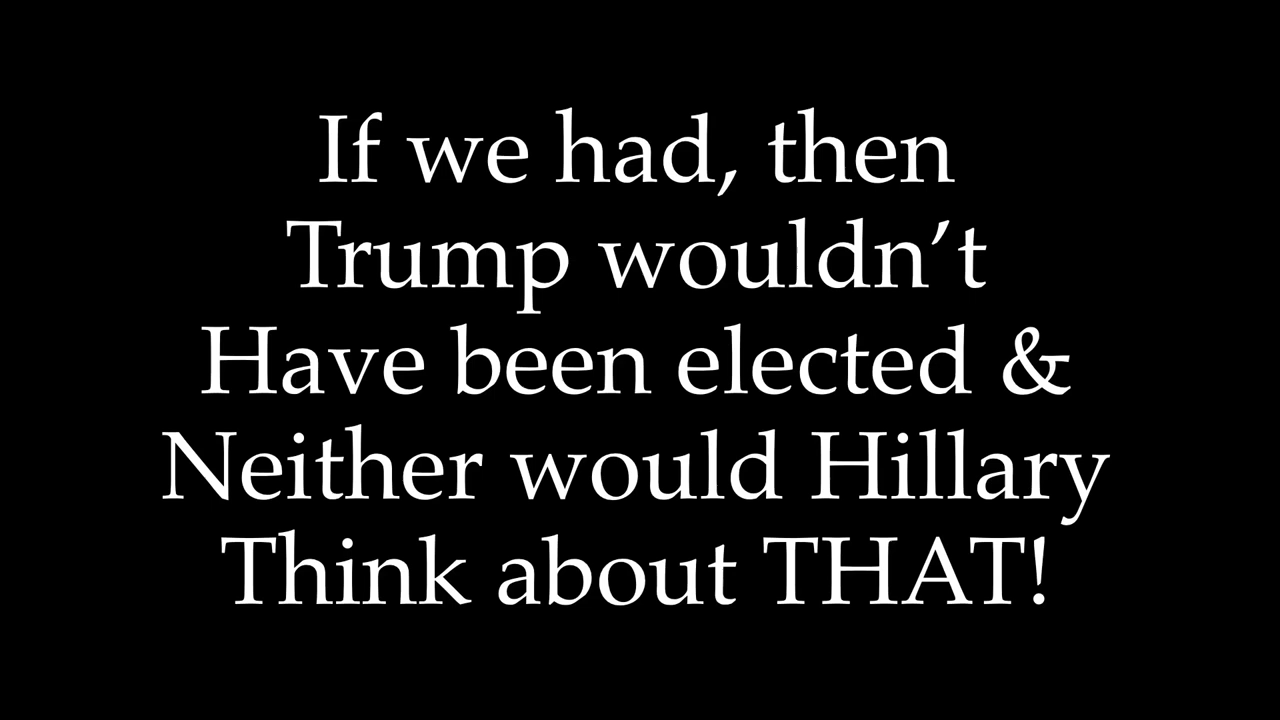 If we had, then
Trump wouldn’t
Have been elected &
Neither would Hillary
Think about THAT!